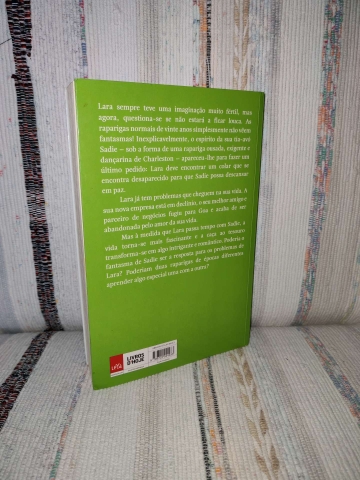 Lara sempre teve uma imaginação muito fértil, mas
agora, questiona-se se não estará a ficar louca. As
raparigas normais de vinte anos simplesmente não vêem
fantasmas! Inexplicavelmente, o espírito da sua tia-avó
Sadie – sob a forma de uma rapariga ousada, exigente e
dançarina de Charleston – apareceu-lhe para fazer um
último pedido: Lara deve encontrar um colar que se
encontra desaparecido para que Sadie possa descansar
em paz.
Lara já tem problemas que cheguem na sua vida. A
sua nova empresa está em declínio, o seu melhor amigo e
parceiro de negócios fugiu para Goa e acaba de ser
abandonada pelo amor da sua vida.
Mas à medida que Lara passa tempo com Sadie, a
vida torna-se mais fascinante e a caça ao tesouro
transforma-se em algo intrigante e romântico. Poderia o
fantasma de Sadie ser a resposta para os problemas de
Lara? Poderiam duas raparigas de épocas diferentes
aprender algo especial uma com a outra?
LIVROS
D'HOJE